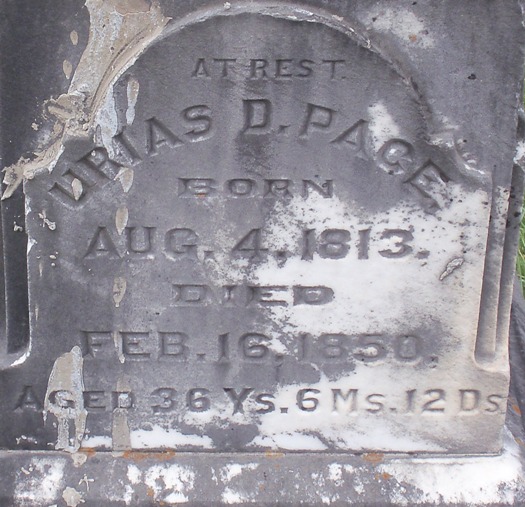 AT REST.
URIAS D. PAGE
BORN
AUG. 4, 1813.
DIED
FEB. 16, 1850.
AGED 36 Ys. 6 Ms. 12 Ds